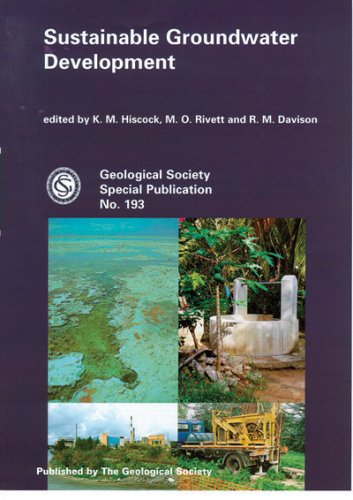 Sustainable Groundwater
Development
edited by K. M. Hiscock, M. O. Rivett and R. M. Davison
Geological Society
Special Publication
No. 193
Published by The Geological Society